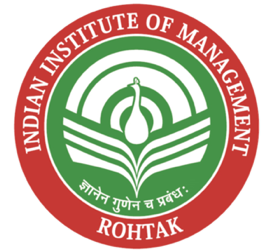 INDIAN INSTITUTE OF MANAGEMENT
ज्ञानेन गुणेन च प्रबंध:
ROHTAK